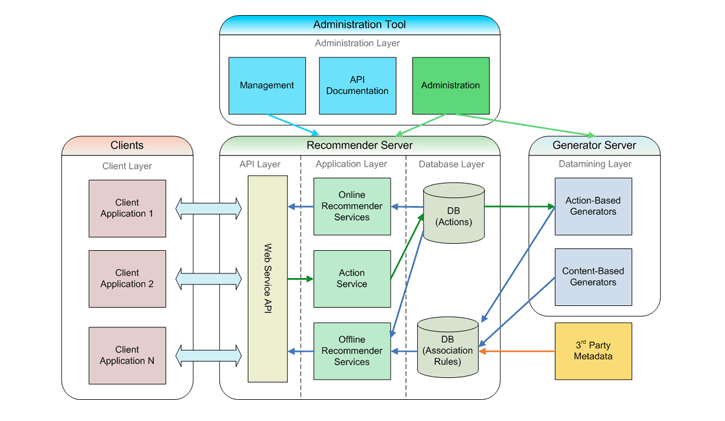 Administration Tool
Administration Layer
Management
API
Documentation
Administration
Clients
Client Layer
Client
Application 1
Client
Application 2
Client
Application N
Recommender Server
API Layer
Application Layer
Database Layer
Web Service API
Online
Recommender
Services
Action
Service
Offline
Recommender
Services
DB
(Actions)
DB
(Association
Rules)
Generator Server
Datamining Layer
Action-Based
Generators
Content-Based
Generators
3rd Party
Metadata